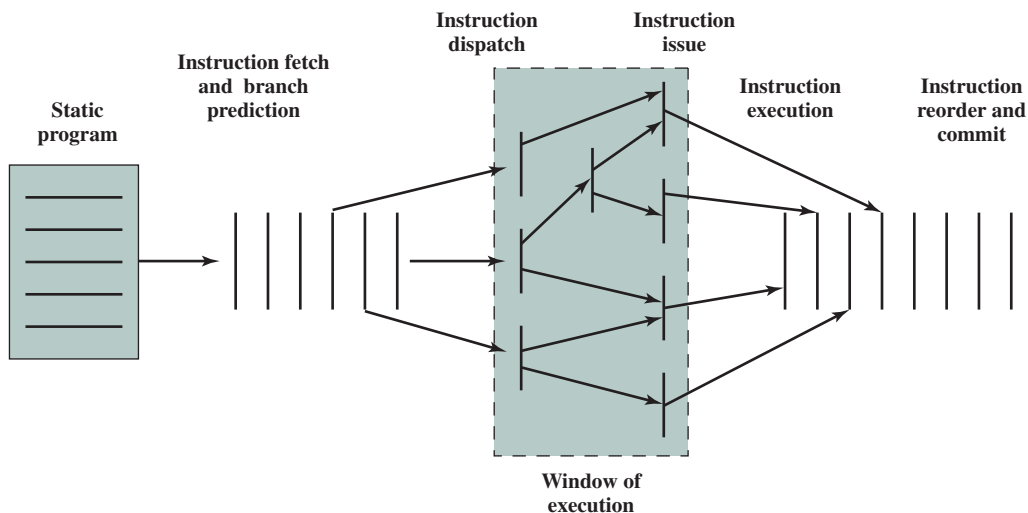 Static
program
Instruction fetch
and branch
prediction
Instruction
dispatch
Instruction
issue
Instruction
execution
Instruction
reorder and
commit
Window of
execution